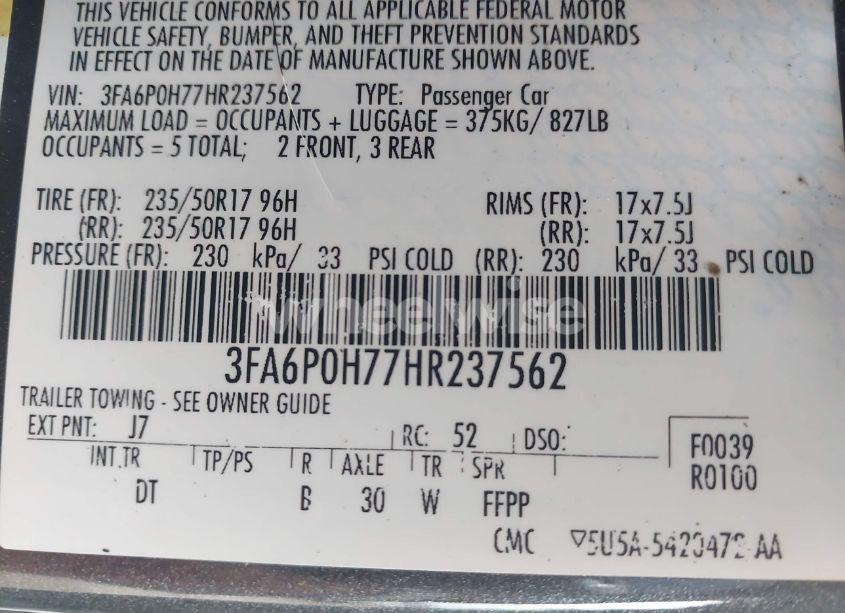 THIS VEHICLE CONFORMS TO ALL APPLICABLE FEDERAL MOTOR
VEHICLE SAFETY, BUMPER, AND THEFT PREVENTION STANDARDS
IN EFFECT ON THE DATE OF MANUFACTURE SHOWN ABOVE.
VIN: 3FA6P0H77HR237562 TYPE: Passenger Car
MAXIMUM LOAD = OCCUPANTS + LUGGAGE = 375KG/ 827LB
OCCUPANTS = 5 TOTAL; 2 FRONT, 3 REAR
TIRE (FR): 235/50R17 96H RIMS (FR): 17x7.5J
(RR): 235/50R17 96H (RR): 17x7.5J
PRESSURE (FR): 230 kPa/ 33 PSI COLD (RR): 230 kPa/ 33 PSI COLD
wheelwise
3FA6P0H77HR237562
TRAILER TOWING - SEE OWNER GUIDE
EXT PNT: J7 RC: 52 DSO: F0039
INT TR TP/PS R AXLE TR SPR R0100
DT B 30 W FFPP
CMC ▽5U5A-5420472-AA